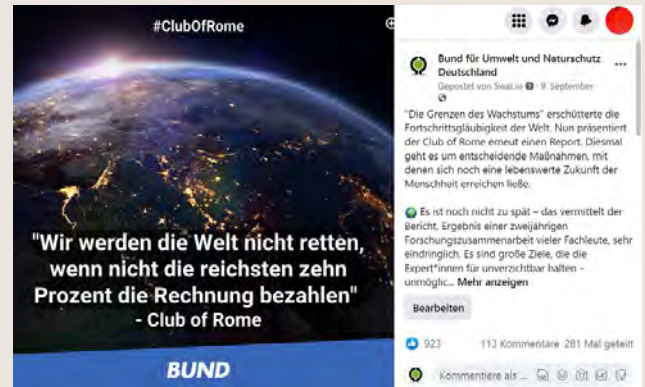 #ClubOfRome
"Wir werden die Welt nicht retten,
wenn nicht die reichsten zehn
Prozent die Rechnung bezahlen"
- Club of Rome
BUND
Bund für Umwelt und Naturschutz
Deutschland
Gepostet von Swat.io · 9. September ·
"Die Grenzen des Wachstums" erschütterte die
Fortschrittsgläubigkeit der Welt. Nun präsentiert
der Club of Rome erneut einen Report. Diesmal
geht es um entscheidende Maßnahmen, mit
denen sich noch eine lebenswerte Zukunft der
Menschheit erreichen ließe.
Es ist noch nicht zu spät – das vermittelt der
Bericht, Ergebnis einer zweijährigen
Forschungszusammenarbeit vieler Fachleute, sehr
eindringlich. Es sind große Ziele, die die
Expert*innen für unverzichtbar halten –
unmöglic... Mehr anzeigen
Bearbeiten
923 113 Kommentare 281 Mal geteilt
Kommentiere als ...